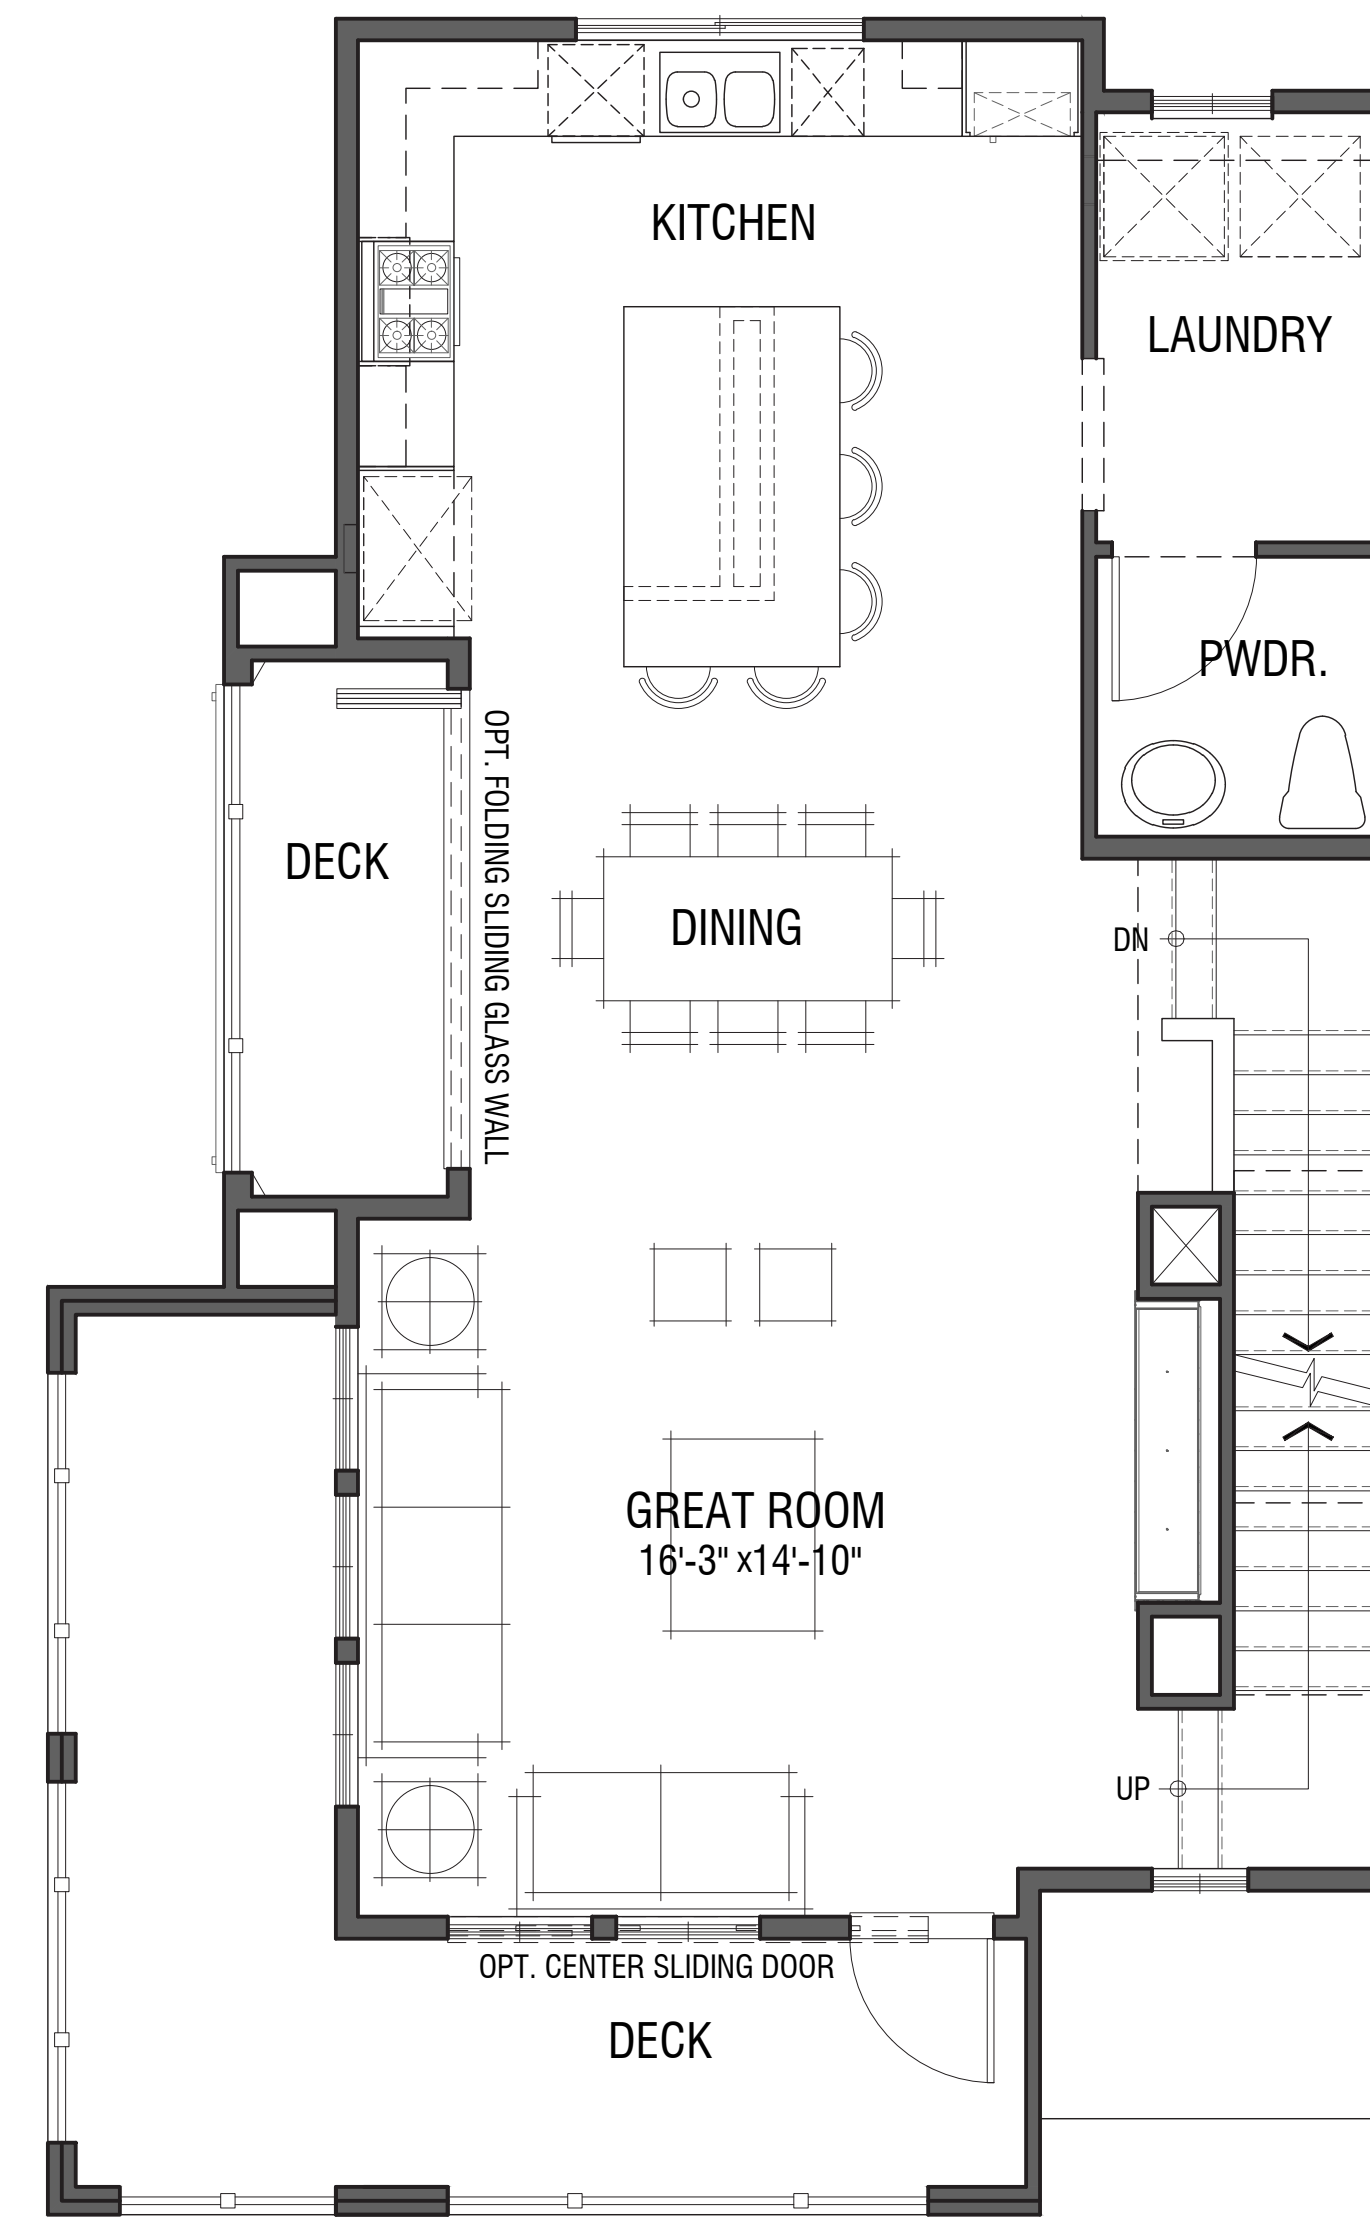 KITCHEN
LAUNDRY
PWDR.
OPT. FOLDING SLIDING GLASS WALL
DECK
DINING
DN
GREAT ROOM
16'-3" x14'-10"
UP
OPT. CENTER SLIDING DOOR
DECK